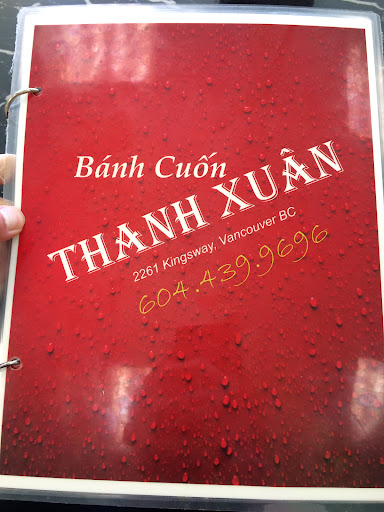 Bánh Cuốn
THANH XUÂN
2261 Kingsway, Vancouver BC
604.439.9696